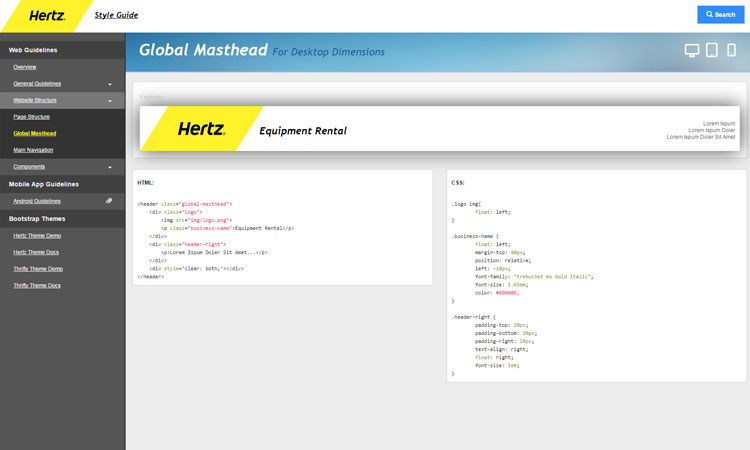 Hertz.
Style Guide
Search
Web Guidelines
Overview
General Guidelines
Website Structure
Page Structure
Global Masthead
Main Navigation
Components
Mobile App Guidelines
Android Guidelines
Bootstrap Themes
Hertz Theme Demo
Hertz Theme Docs
Thrifty Theme Demo
Thrifty Theme Docs
Global Masthead For Desktop Dimensions
Example
Hertz.
Equipment Rental
Lorem Ispum
Lorem Ispum Doler
Lorem Ispum Doler Sit Amet
HTML:
<header class="global-masthead">
<div class="logo">
<img src="img/logo.png">
<p class="business-name">Equipment Rental</p>
</div>
<div class="header-right">
<p>Lorem Ispum Doler Sit Amet...</p>
</div>
<div style="clear: both;"></div>
</header>
CSS:
.logo img{
float: left;
}
.business-name {
float: left;
margin-top: 40px;
position: relative;
left: -10px;
font-family: "trebuchet ms bold italic";
font-size: 1.65em;
color: #000000;
}
.header-right {
padding-top: 20px;
padding-bottom: 20px;
padding-right: 10px;
text-align: right;
float: right;
font-size: 1em;
}